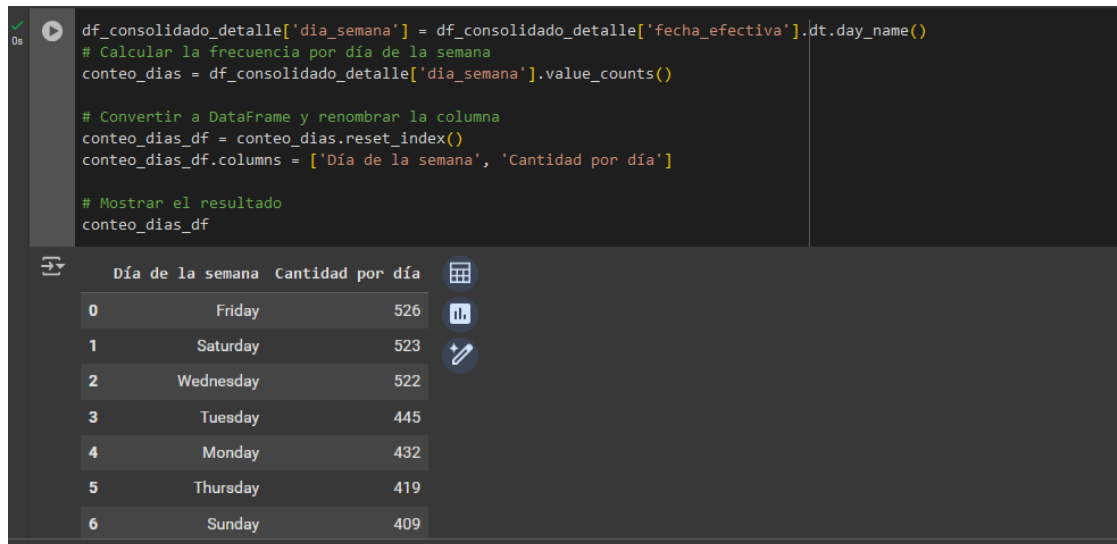 0s
df_consolidado_detalle['dia_semana'] = df_consolidado_detalle['fecha_efectiva'].dt.day_name()
# Calcular la frecuencia por día de la semana
conteo_dias = df_consolidado_detalle['dia_semana'].value_counts()
# Convertir a DataFrame y renombrar la columna
conteo_dias_df = conteo_dias.reset_index()
conteo_dias_df.columns = ['Día de la semana', 'Cantidad por día']
# Mostrar el resultado
conteo_dias_df
Día de la semana Cantidad por día
0 Friday 526
1 Saturday 523
2 Wednesday 522
3 Tuesday 445
4 Monday 432
5 Thursday 419
6 Sunday 409